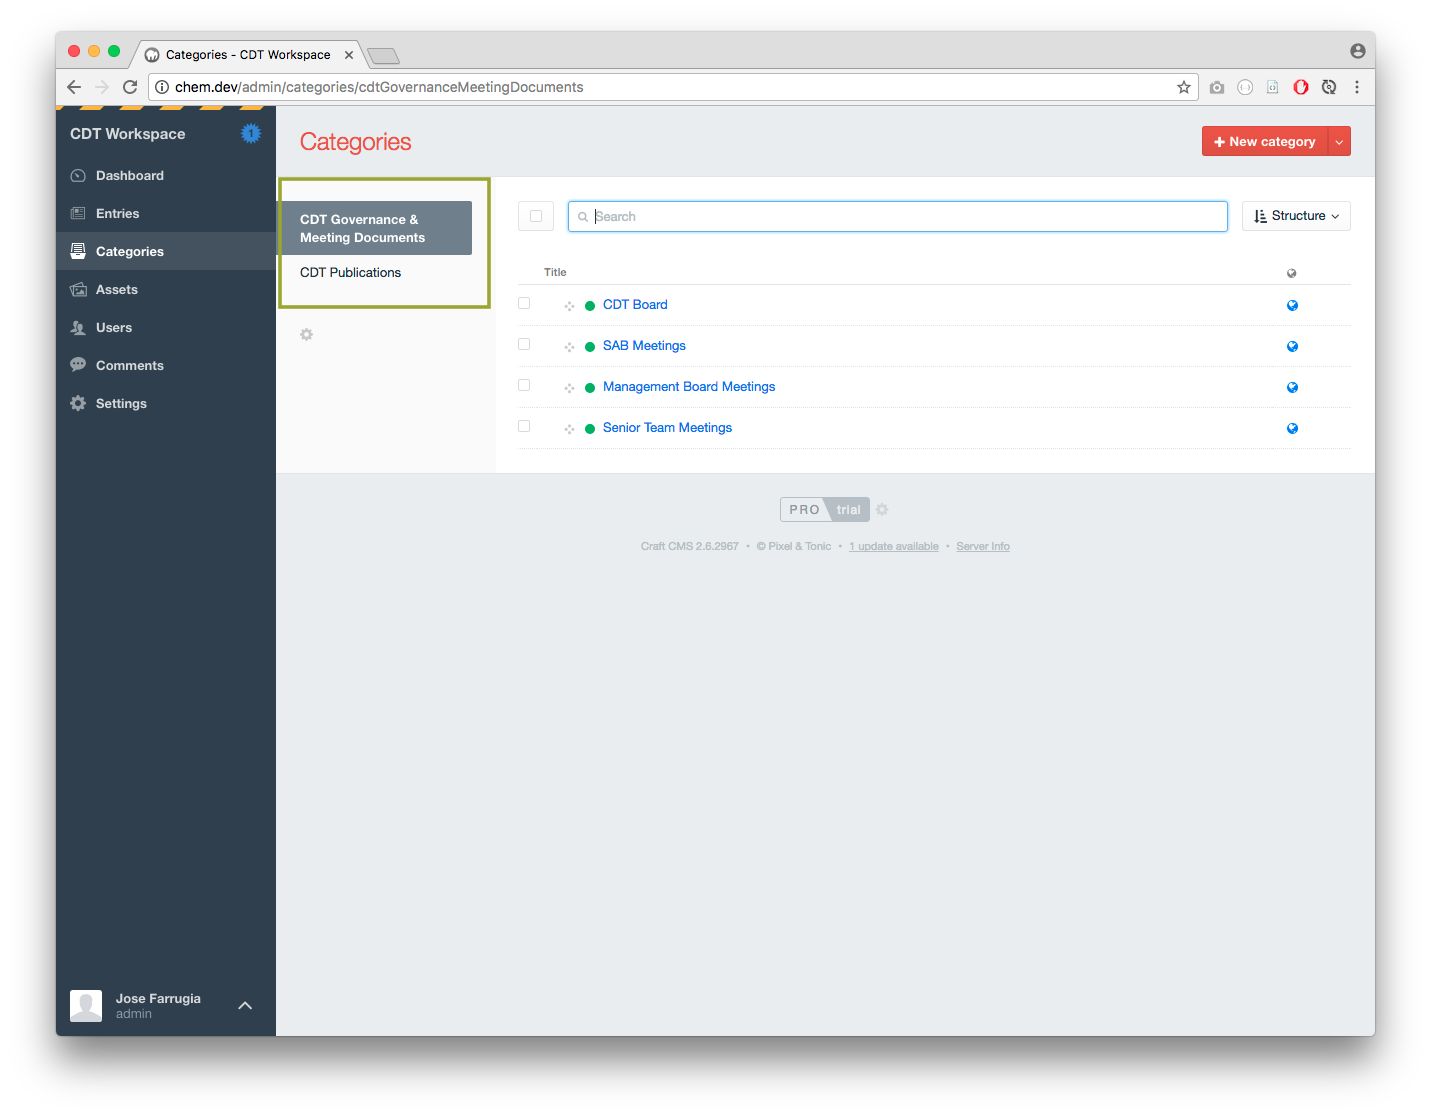 Categories - CDT Workspace
chem.dev/admin/categories/cdtGovernanceMeetingDocuments
CDT Workspace
1
Dashboard
Entries
Categories
Assets
Users
Comments
Settings
Jose Farrugia
admin
Categories
New category
CDT Governance &
Meeting Documents
CDT Publications
Search
Structure
Title
CDT Board
SAB Meetings
Management Board Meetings
Senior Team Meetings
PRO trial
Craft CMS 2.6.2967 • © Pixel & Tonic • 1 update available • Server Info